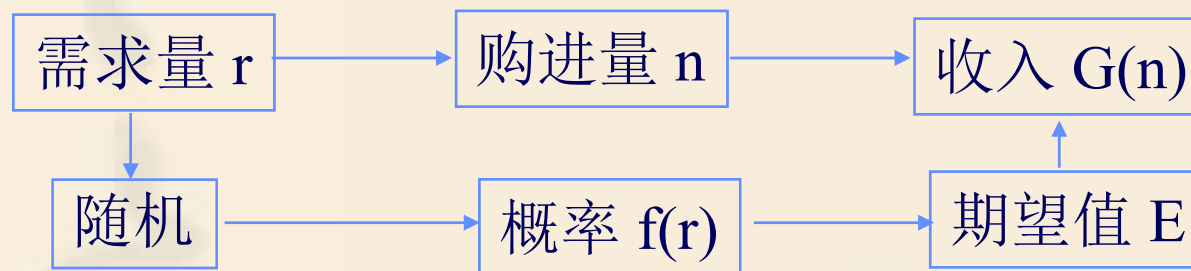 需求量 r
购进量 n
收入 G(n)
随机
概率 f(r)
期望值 E